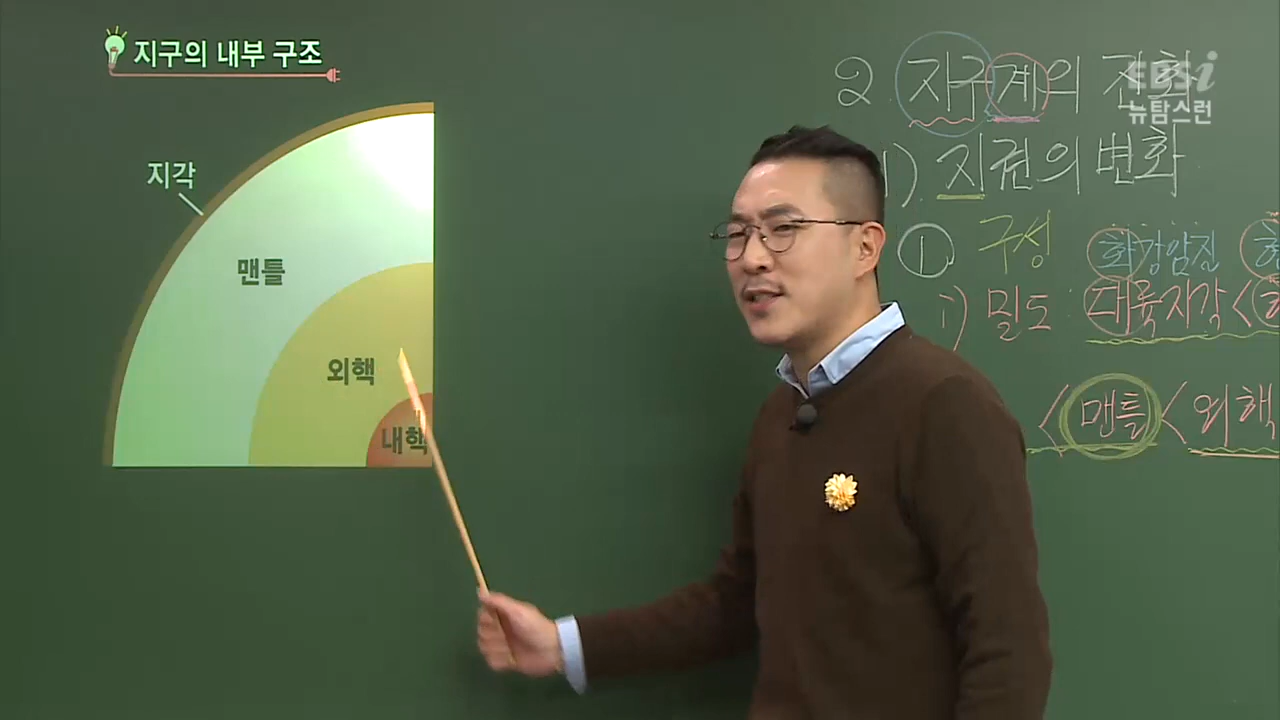 지구의 내부 구조
지각
맨틀
외핵
내핵
EBSi
뉴탐스런
2. 지구계의 진화
1). 지권의 변화
① 구성 화강암질
i) 밀도 : 대륙지각 <
< 맨틀 < 외핵